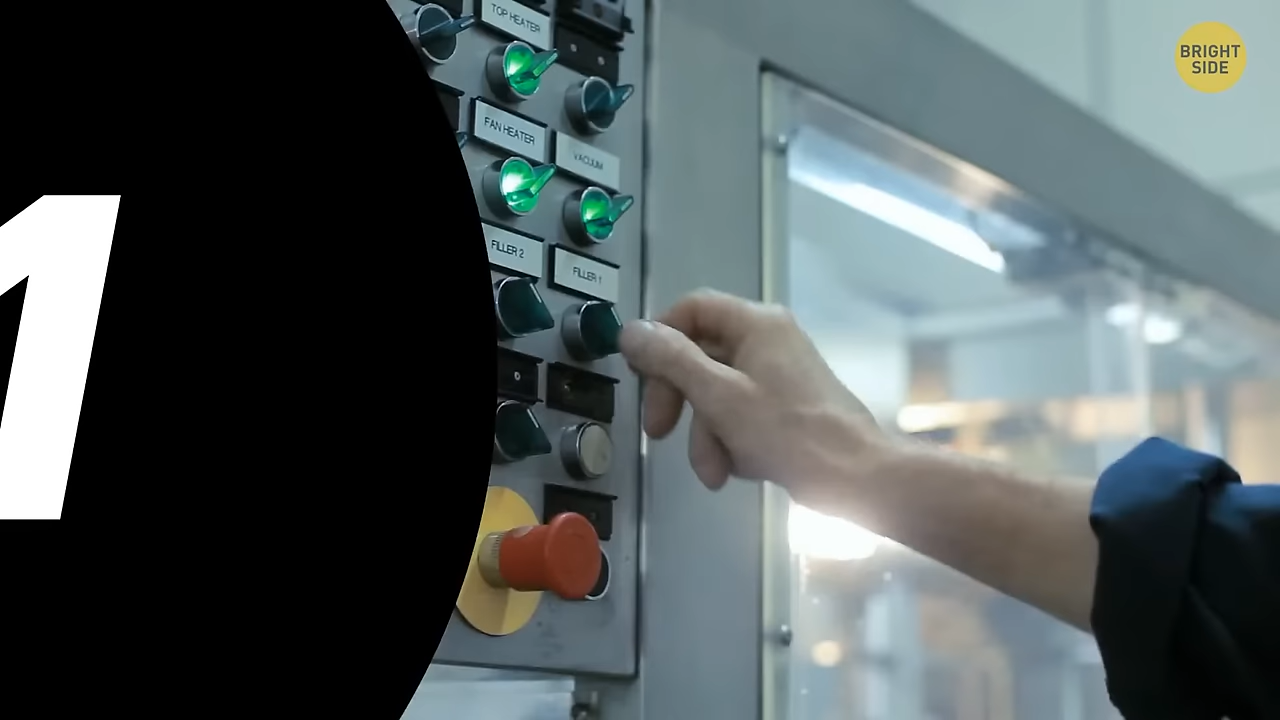 1
TOP HEATER
FAN HEATER
VACUUM
FILLER 2
FILLER 1
BRIGHT
SIDE